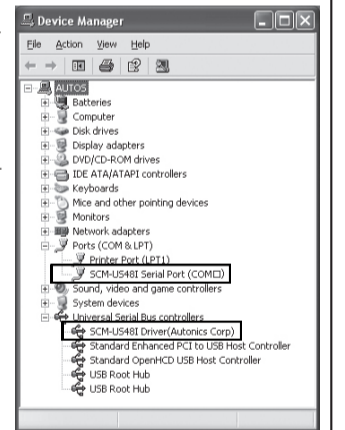 Device Manager
File Action View Help
AUTOS
Batteries
Computer
Disk drives
Display adapters
DVD/CD-ROM drives
IDE ATA/ATAPI controllers
Keyboards
Mice and other pointing devices
Monitors
Network adapters
Ports (COM & LPT)
Printer Port (LPT1)
SCM-US48I Serial Port (COM□)
Sound, video and game controllers
System devices
Universal Serial Bus controllers
SCM-US48I Driver(Autonics Corp)
Standard Enhanced PCI to USB Host Controller
Standard OpenHCD USB Host Controller
USB Root Hub
USB Root Hub